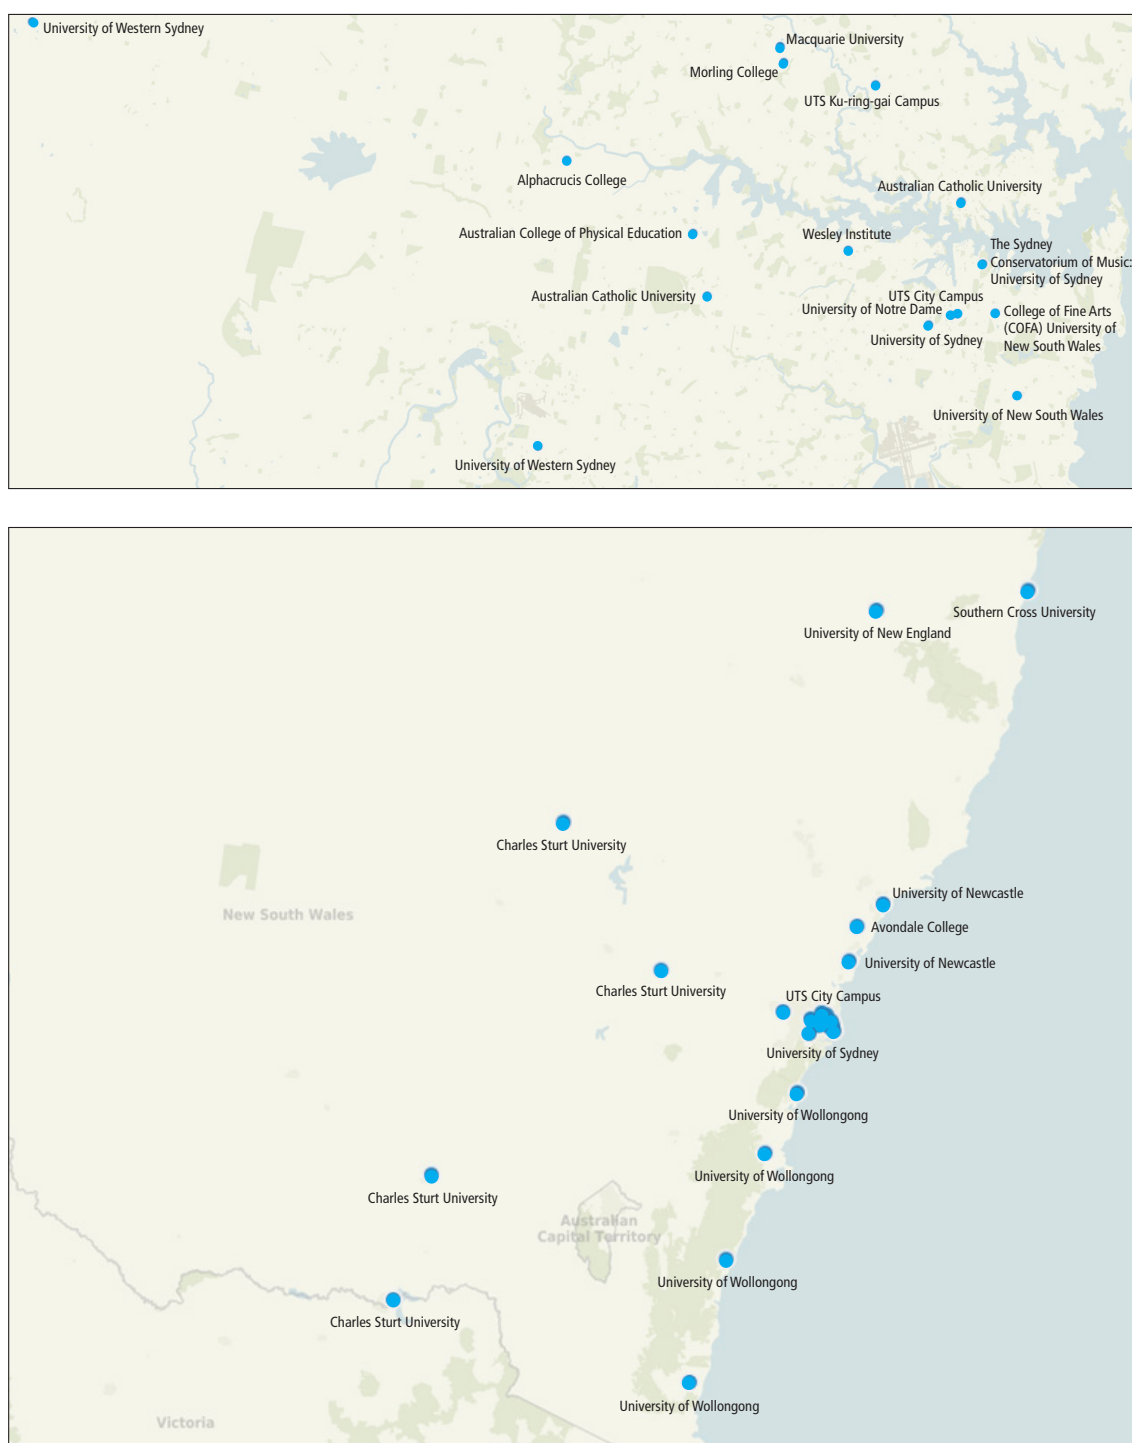 University of Western Sydney
Macquarie University
Morling College
UTS Ku-ring-gai Campus
Alphacrucis College
Australian Catholic University
Australian College of Physical Education
Wesley Institute
The Sydney
Conservatorium of Music:
University of Sydney
Australian Catholic University
UTS City Campus
University of Notre Dame
College of Fine Arts
(COFA) University of
New South Wales
University of Sydney
University of New South Wales
University of Western Sydney
Southern Cross University
University of New England
Charles Sturt University
University of Newcastle
New South Wales
Avondale College
University of Newcastle
Charles Sturt University
UTS City Campus
University of Sydney
University of Wollongong
University of Wollongong
Charles Sturt University
Australian
Capital Territory
University of Wollongong
Charles Sturt University
University of Wollongong
Victoria